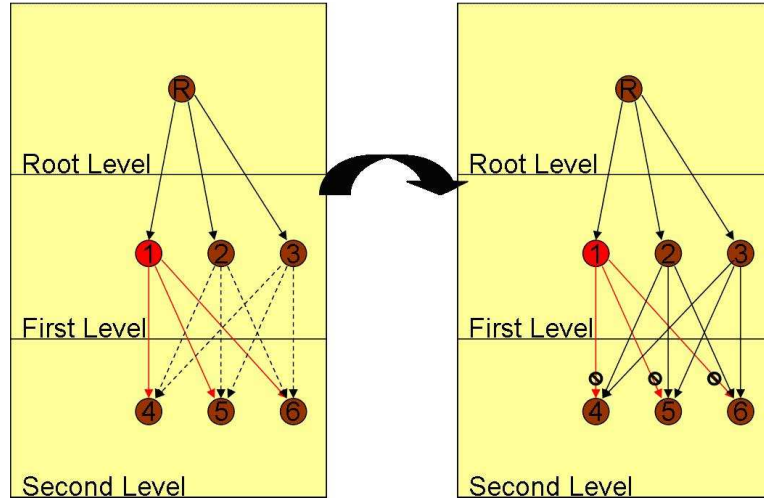 R
Root Level
1 2 3
First Level
4 5 6
Second Level
R
Root Level
1 2 3
First Level
4 5 6
Second Level